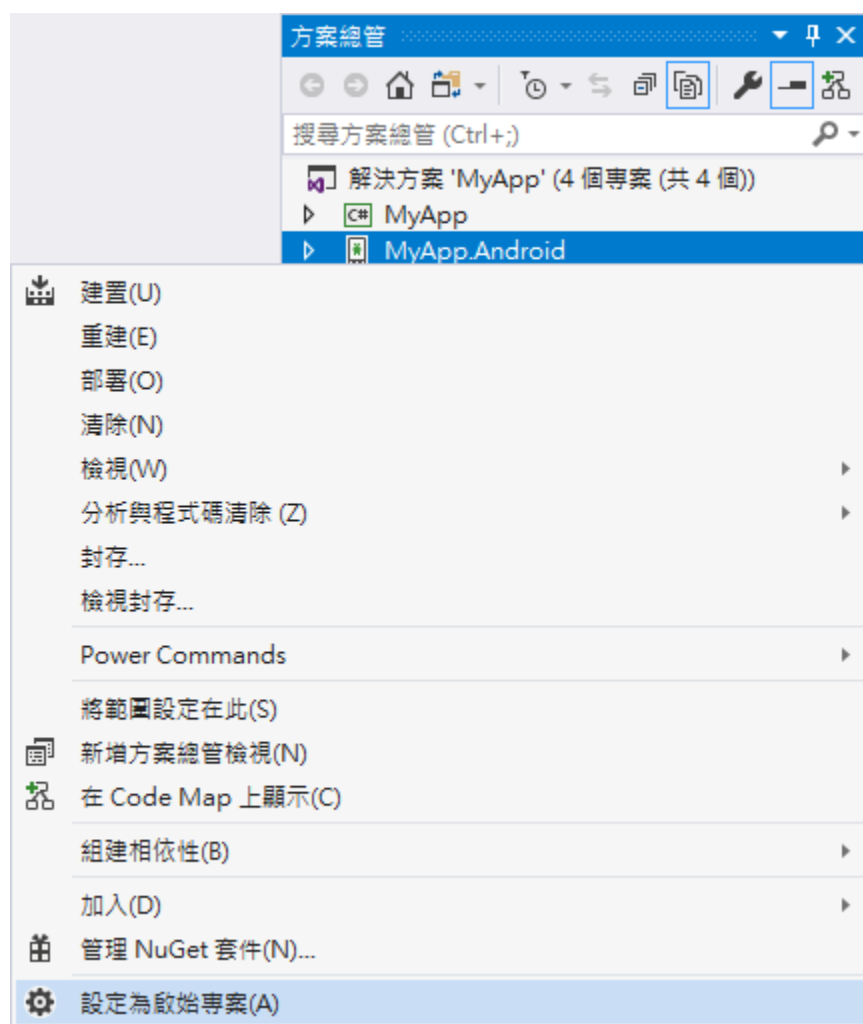 方案總管
搜尋方案總管 (Ctrl+;)
解決方案 'MyApp' (4 個專案 (共 4 個))
C# MyApp
MyApp.Android
建置(U)
重建(E)
部署(O)
清除(N)
檢視(W)
分析與程式碼清除 (Z)
封存...
檢視封存...
Power Commands
將範圍設定在此(S)
新增方案總管檢視(N)
在 Code Map 上顯示(C)
組建相依性(B)
加入(D)
管理 NuGet 套件(N)...
設定為啟始專案(A)